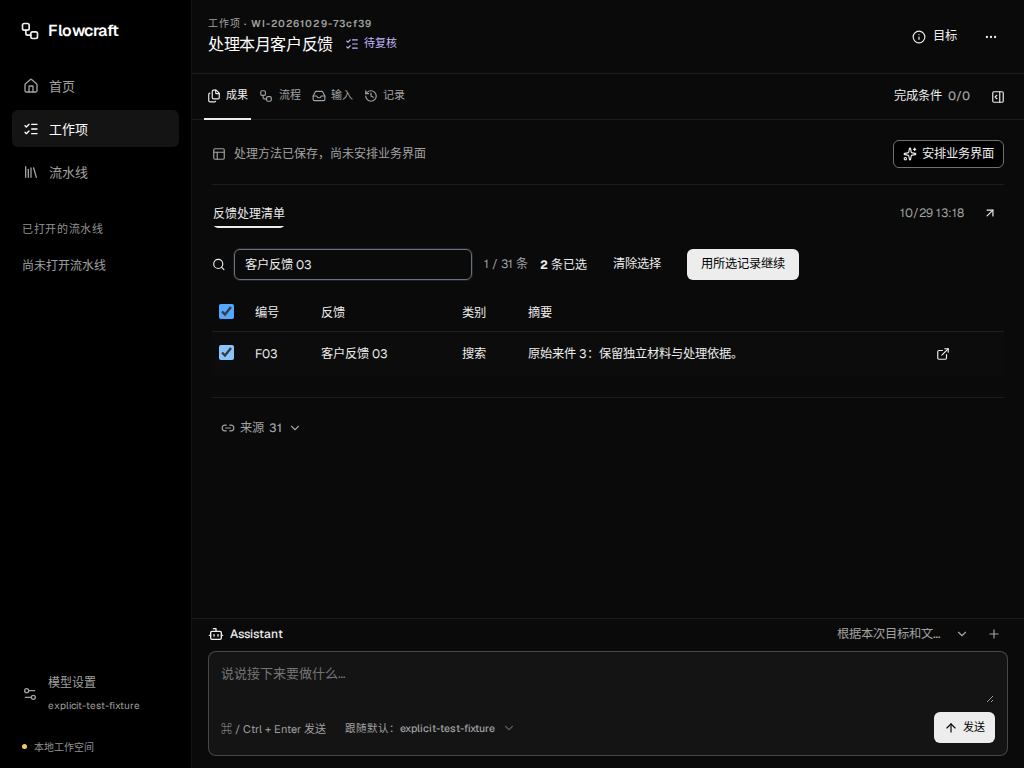 Flowcraft
首页
工作项
流水线
已打开的流水线
尚未打开流水线
模型设置
explicit-test-fixture
本地工作空间
工作项 · WI-20261029-73cf39
处理本月客户反馈 待复核
目标
成果 流程 输入 记录
完成条件 0/0
处理方法已保存，尚未安排业务界面
安排业务界面
反馈处理清单
10/29 13:18
客户反馈 03
1 / 31 条 2 条已选 清除选择 用所选记录继续
编号 反馈 类别 摘要
F03 客户反馈 03 搜索 原始来件 3：保留独立材料与处理依据。
来源 31
Assistant
根据本次目标和文…
说说接下来要做什么…
⌘ / Ctrl + Enter 发送 跟随默认：explicit-test-fixture
发送